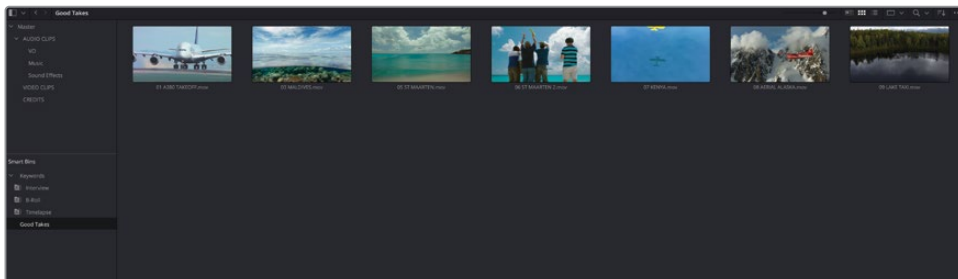 Good Takes
Master
AUDIO CLIPS
VO
Music
Sound Effects
VIDEO CLIPS
CREDITS
01 A380 TAKEOFF.mov
03 MALDIVES.mov
05 ST MAARTEN.mov
06 ST MAARTEN 2.mov
07 KENYA.mov
08 AERIAL ALASKA.mov
09 LAKE TAXI.mov
Smart Bins
Keywords
Interview
B-Roll
Timelapse
Good Takes